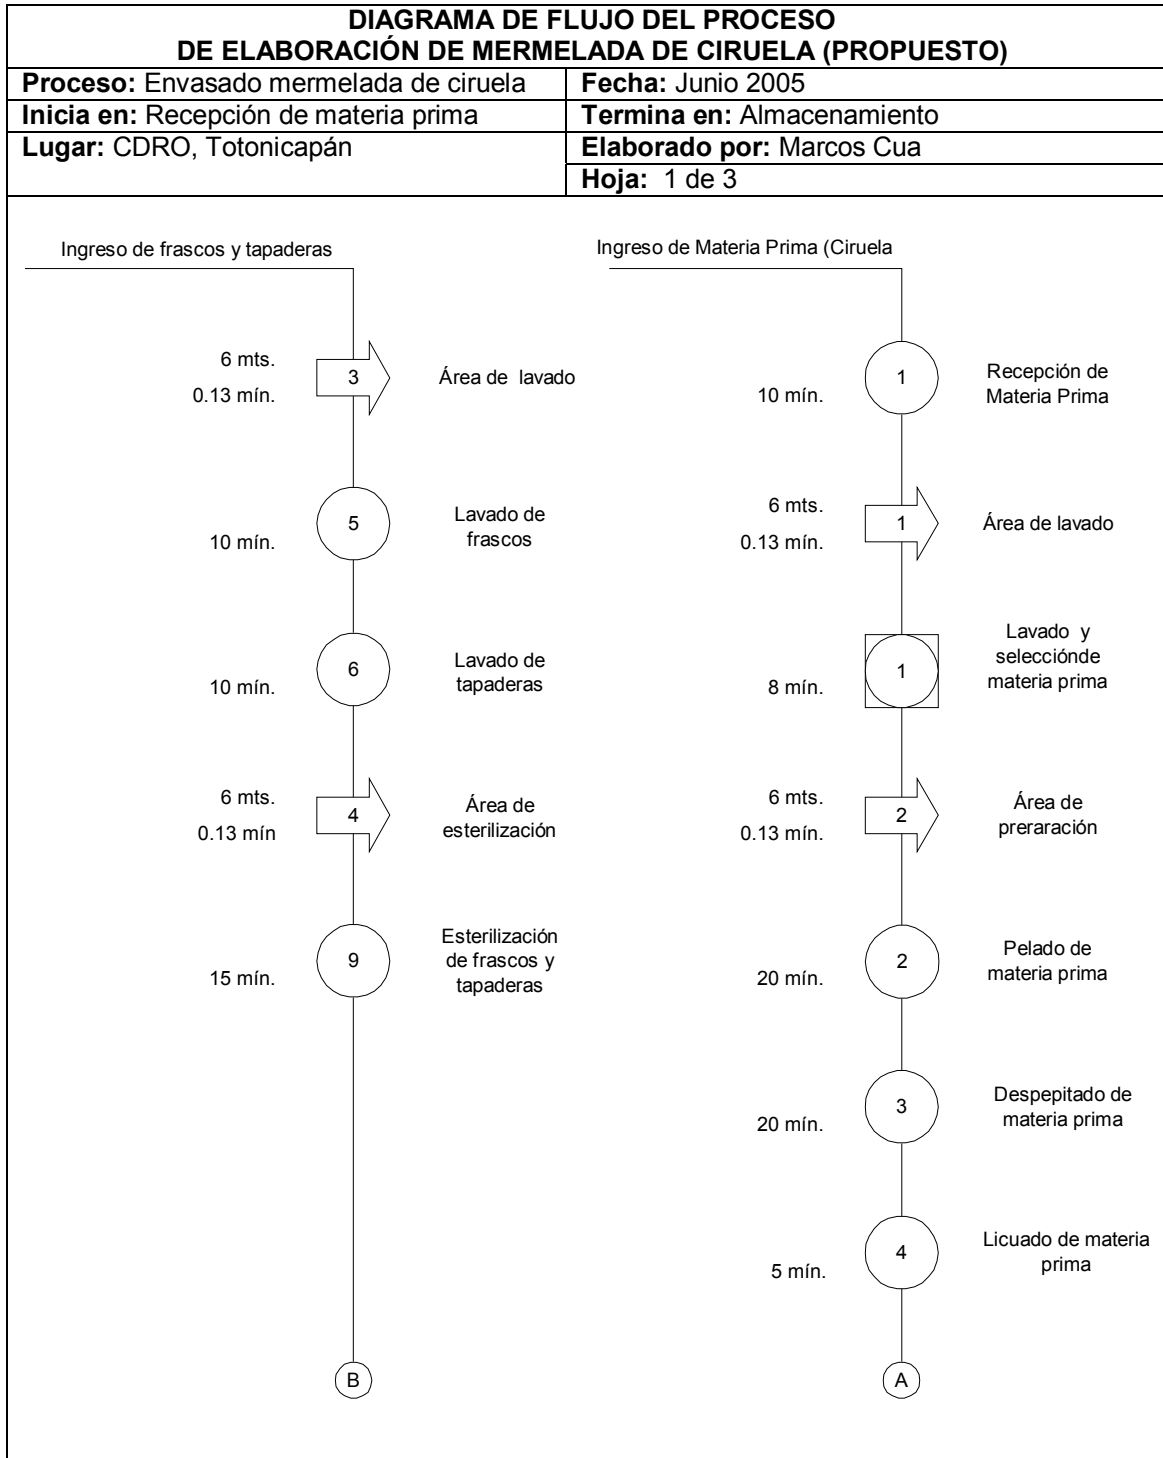 DIAGRAMA DE FLUJO DEL PROCESO
DE ELABORACIÓN DE MERMELADA DE CIRUELA (PROPUESTO)
Proceso: Envasado mermelada de ciruela
Fecha: Junio 2005
Inicia en: Recepción de materia prima
Termina en: Almacenamiento
Lugar: CDRO, Totonicapán
Elaborado por: Marcos Cua
Hoja: 1 de 3
Ingreso de frascos y tapaderas
6 mts.
0.13 mín.
3
Área de lavado
10 mín.
5
Lavado de
frascos
10 mín.
6
Lavado de
tapaderas
6 mts.
0.13 mín
4
Área de
esterilización
15 mín.
9
Esterilización
de frascos y
tapaderas
B
Ingreso de Materia Prima (Ciruela
10 mín.
1
Recepción de
Materia Prima
6 mts.
0.13 mín.
1
Área de lavado
8 mín.
1
Lavado y
selecciónde
materia prima
6 mts.
0.13 mín.
2
Área de
preraración
20 mín.
2
Pelado de
materia prima
20 mín.
3
Despepitado de
materia prima
5 mín.
4
Licuado de materia
prima
A